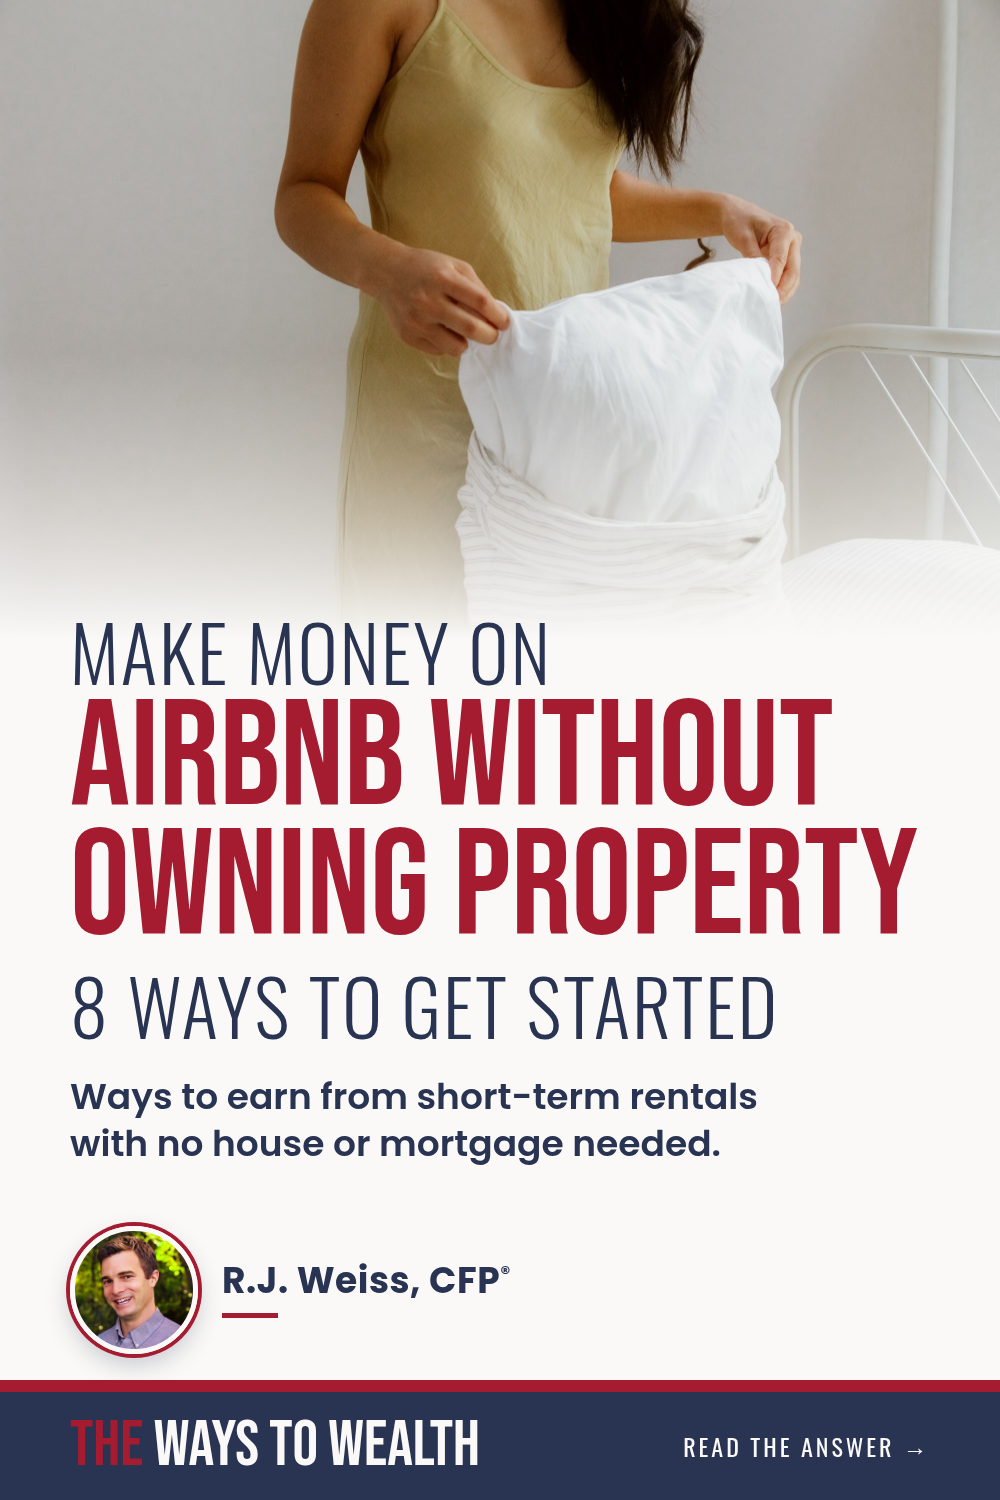 MAKE MONEY ON
AIRBNB WITHOUT
OWNING PROPERTY
8 WAYS TO GET STARTED
Ways to earn from short-term rentals
with no house or mortgage needed.
R.J. Weiss, CFP®
THE WAYS TO WEALTH
READ THE ANSWER →